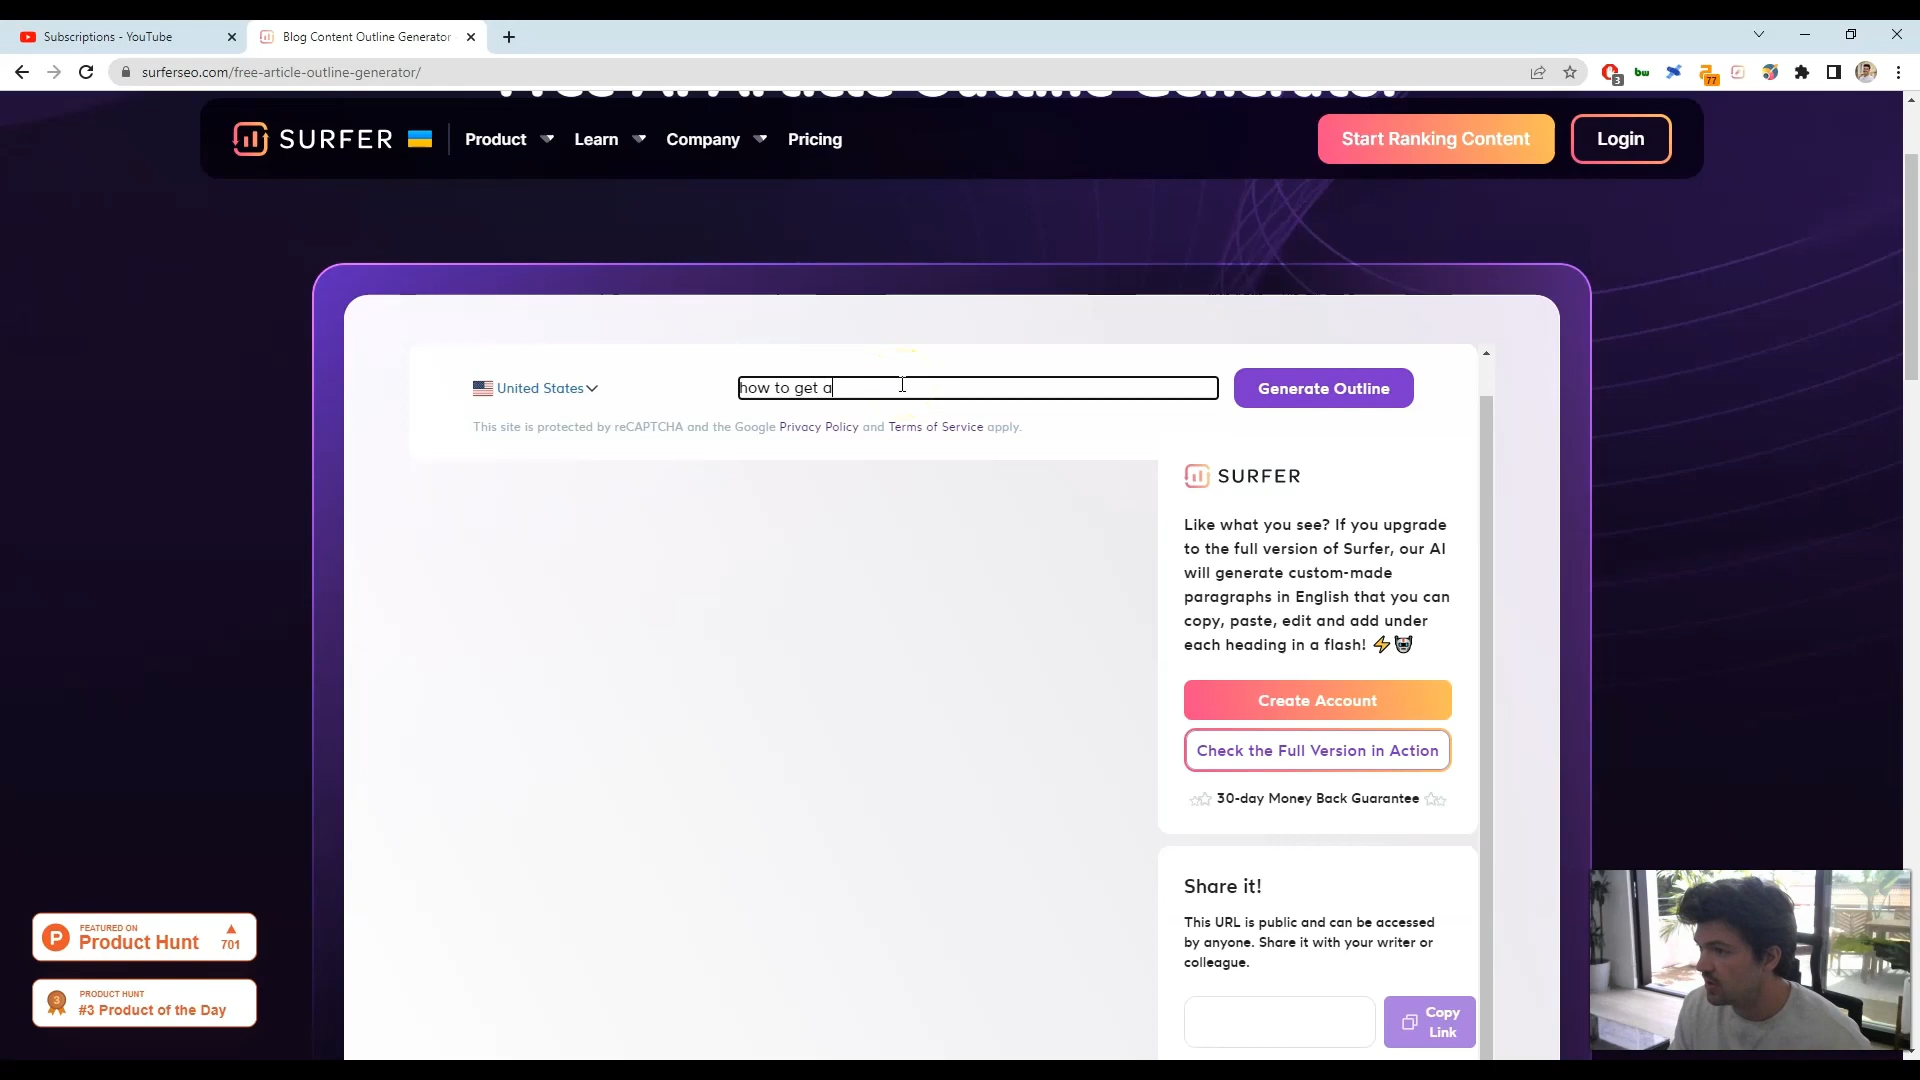 Subscriptions - YouTube
Blog Content Outline Generator
surferseo.com/free-article-outline-generator/
3
bw
77
SURFER
Product
Learn
Company
Pricing
Start Ranking Content
Login
United States
how to get a
Generate Outline
This site is protected by reCAPTCHA and the Google Privacy Policy and Terms of Service apply.
SURFER
Like what you see? If you upgrade
to the full version of Surfer, our AI
will generate custom-made
paragraphs in English that you can
copy, paste, edit and add under
each heading in a flash! ⚡🤖
Create Account
Check the Full Version in Action
30-day Money Back Guarantee
Share it!
This URL is public and can be accessed
by anyone. Share it with your writer or
colleague.
Copy
Link
P
FEATURED ON
Product Hunt
701
3
PRODUCT HUNT
#3 Product of the Day